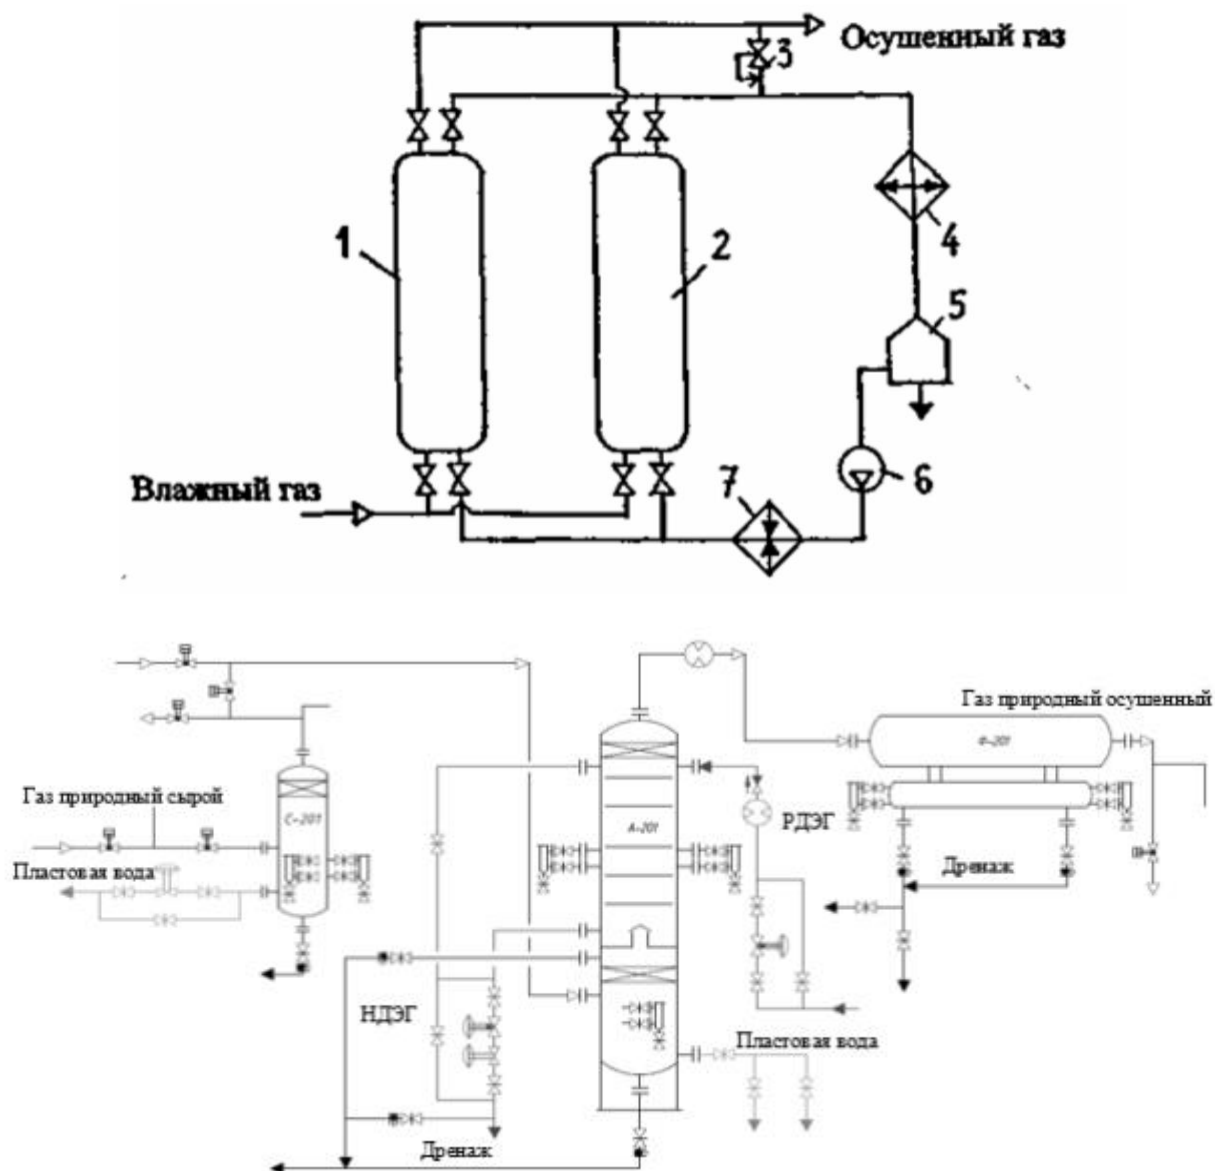 Осушенный газ
3
4
1
2
5
Влажный газ
7
6
Газ природный осушенный
Ф-201
Газ природный сырой
С-201
А-201
РДЭГ
Пластовая вода
Дренаж
НДЭГ
Пластовая вода
Дренаж